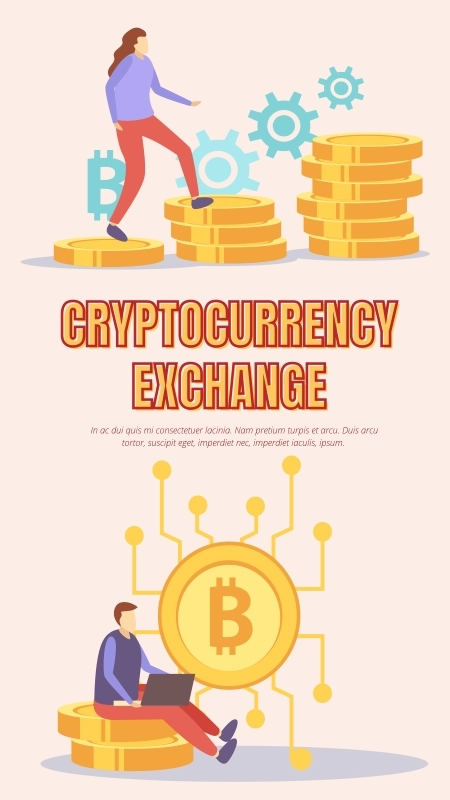 CRYPTOCURRENCY
EXCHANGE
In ac dui quis mi consectetuer lacinia. Nam pretium turpis et arcu. Duis arcu
tortor, suscipit eget, imperdiet nec, imperdiet iaculis, ipsum.